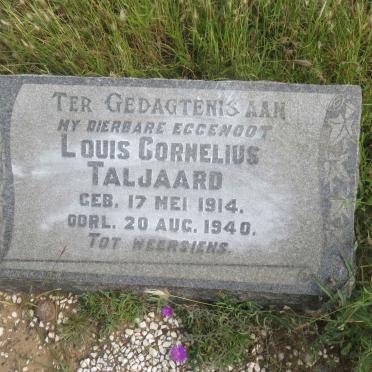 TER GEDAGTENIS AAN
MY DIERBARE EGGENOOT
LOUIS CORNELIUS
TALJAARD
GEB. 17 MEI 1914.
OORL. 20 AUG. 1940.
TOT WEERSIENS.